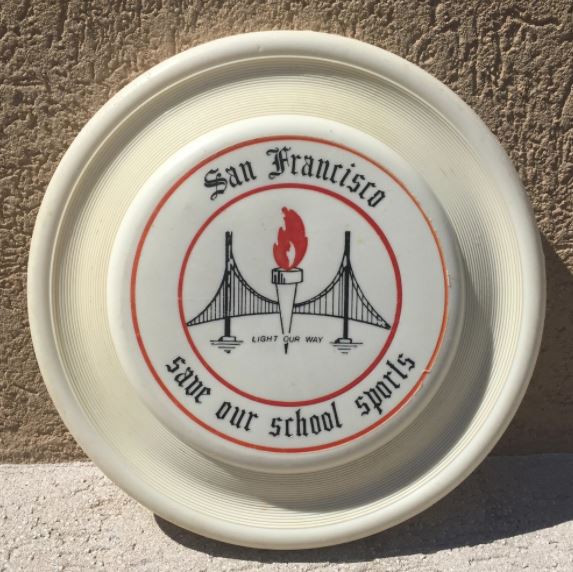 San Francisco
LIGHT OUR WAY
save our school sports